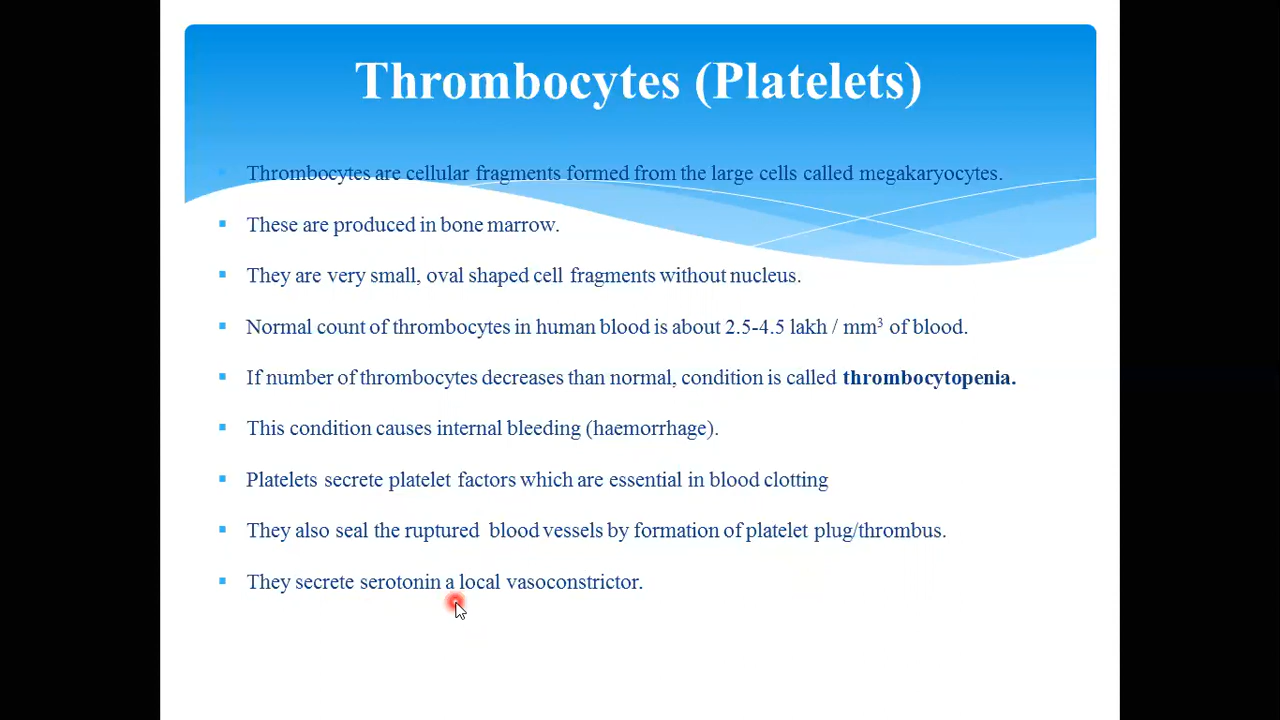 Thrombocytes (Platelets)
Thrombocytes are cellular fragments formed from the large cells called megakaryocytes.
These are produced in bone marrow.
They are very small, oval shaped cell fragments without nucleus.
Normal count of thrombocytes in human blood is about 2.5-4.5 lakh / mm³ of blood.
If number of thrombocytes decreases than normal, condition is called thrombocytopenia.
This condition causes internal bleeding (haemorrhage).
Platelets secrete platelet factors which are essential in blood clotting
They also seal the ruptured blood vessels by formation of platelet plug/thrombus.
They secrete serotonin a local vasoconstrictor.